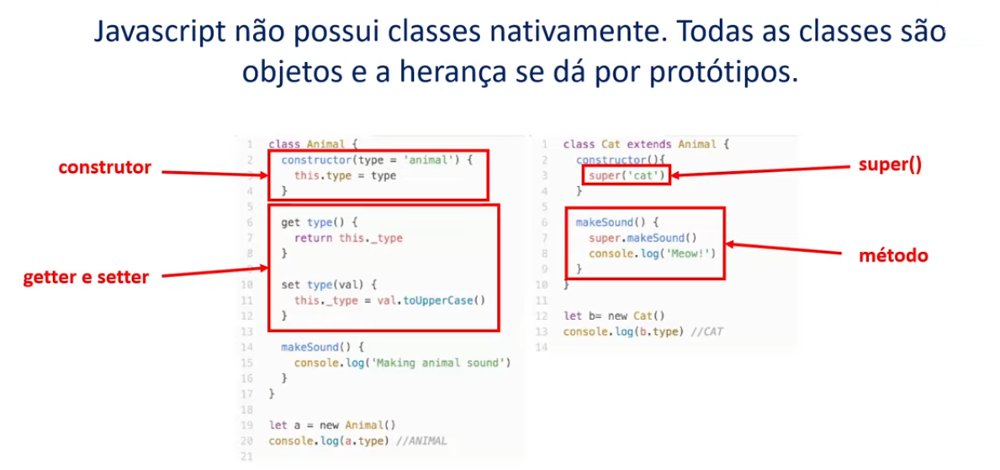 Javascript não possui classes nativamente. Todas as classes são
objetos e a herança se dá por protótipos.
construtor
getter e setter
1 class Animal {
2 constructor(type = 'animal') {
3 this.type = type
4 }
5
6 get type() {
7 return this._type
8 }
9
10 set type(val) {
11 this._type = val.toUpperCase()
12 }
13
14 makeSound() {
15 console.log('Making animal sound')
16 }
17 }
18
19 let a = new Animal()
20 console.log(a.type) //ANIMAL
21
1 class Cat extends Animal {
2 constructor(){
3 super('cat')
4 }
5
6 makeSound() {
7 super.makeSound()
8 console.log('Meow!')
9 }
10 }
11
12 let b= new Cat()
13 console.log(b.type) //CAT
14
super()
método